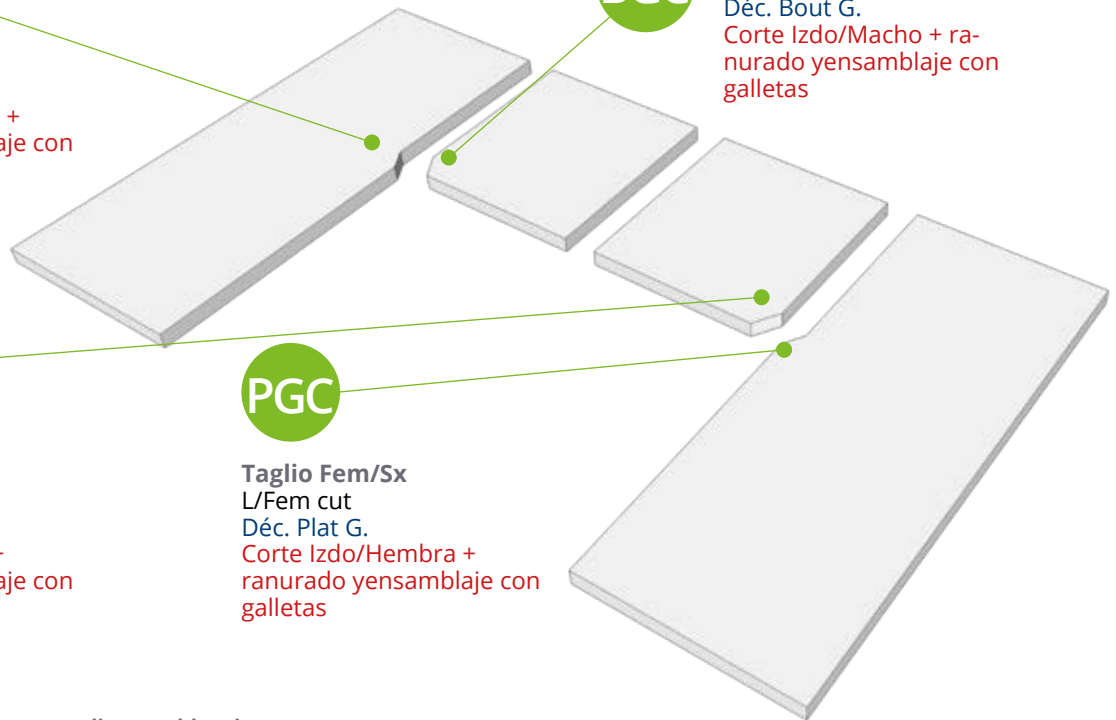 Déc. Bout G.
Corte Izdo/Macho + ra-
nurado yensamblaje con
galletas
+
aje con
PGC
Taglio Fem/Sx
L/Fem cut
Déc. Plat G.
Corte Izdo/Hembra +
ranurado yensamblaje con
galletas
+
aje con